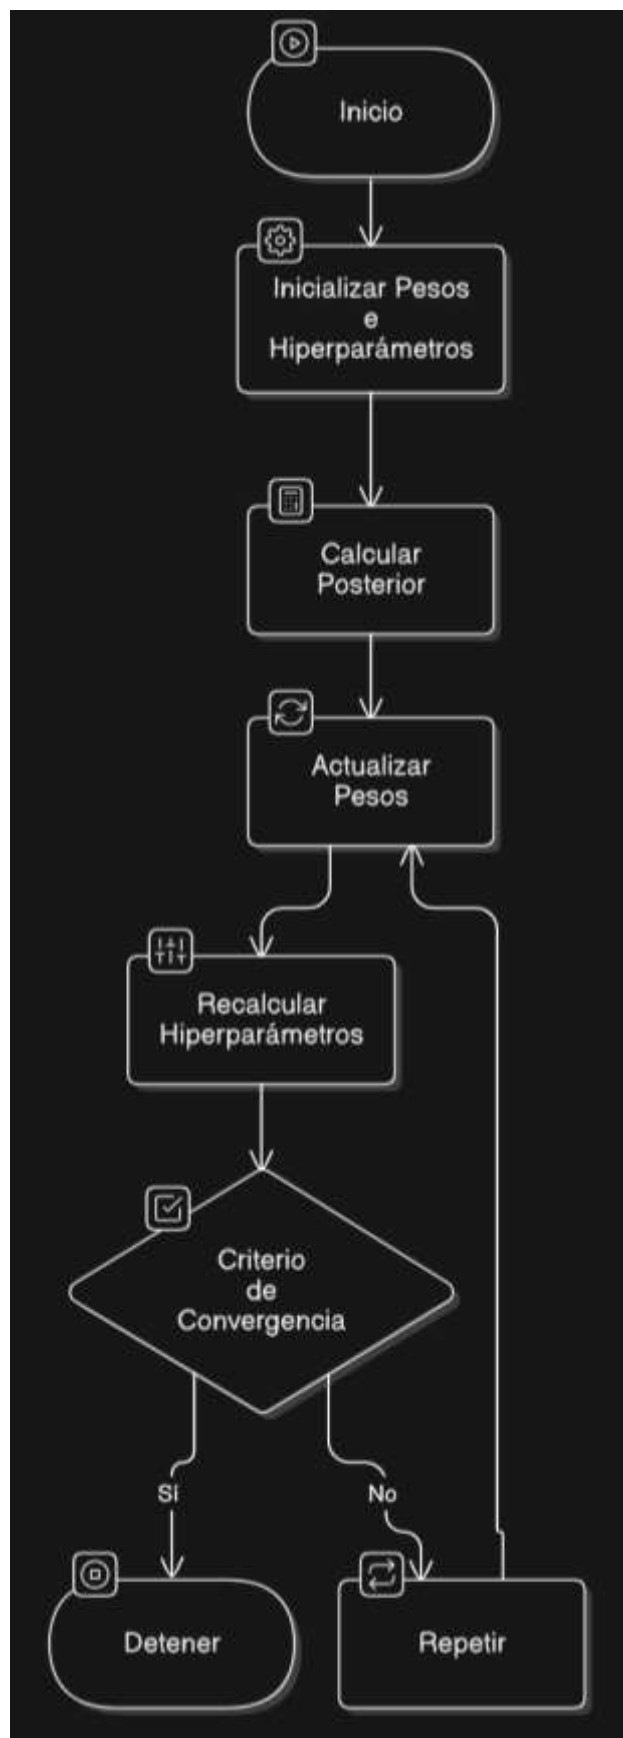 Inicio
Inicializar Pesos
e
Hiperparámetros
Calcular
Posterior
Actualizar
Pesos
Recalcular
Hiperparámetros
Criterio
de
Convergencia
Sí
No
Detener
Repetir